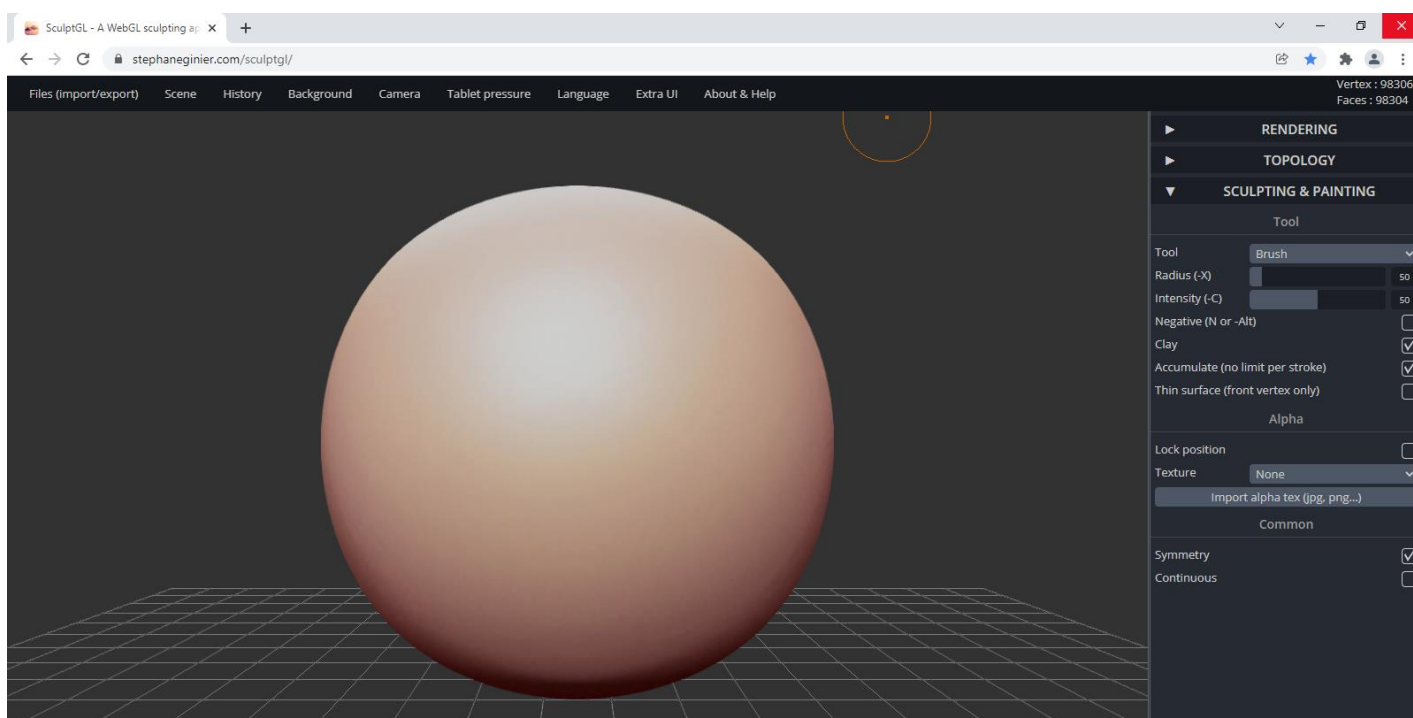 SculptGL - A WebGL sculpting ap
stephaneginier.com/sculptgl/
Files (import/export) Scene History Background Camera Tablet pressure Language Extra UI About & Help
Vertex : 98306
Faces : 98304
RENDERING
TOPOLOGY
SCULPTING & PAINTING
Tool
Tool Brush
Radius (-X) 50
Intensity (-C) 50
Negative (N or -Alt)
Clay
Accumulate (no limit per stroke)
Thin surface (front vertex only)
Alpha
Lock position
Texture None
Import alpha tex (jpg, png...)
Common
Symmetry
Continuous